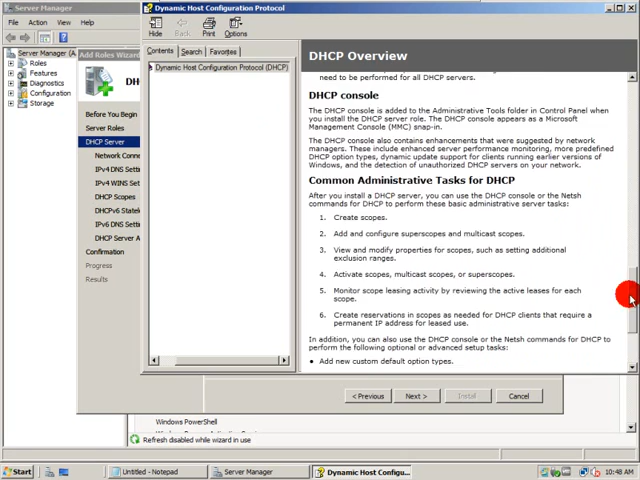 Server Manager
File Action View
Server Manager (
Roles
Features
Diagnostics
Configuration
Storage
Add Roles Wizard
Before You Begin
Server Roles
DHCP Server
Network Conne
IPv4 DNS Setti
IPv4 WINS Set
DHCP Scopes
DHCPv6 Statel
IPv6 DNS Setti
DHCP Server A
Confirmation
Progress
Results
Dynamic Host Configuration Protocol
Hide Back Print Options
Contents Search Favorites
Dynamic Host Configuration Protocol (DHCP)
DHCP Overview
need to be performed for all DHCP servers.
DHCP console
The DHCP console is added to the Administrative Tools folder in Control Panel when
you install the DHCP server role. The DHCP console appears as a Microsoft
Management Console (MMC) snap-in.
The DHCP console also contains enhancements that were suggested by network
managers. These include enhanced server performance monitoring, more predefined
DHCP option types, dynamic update support for clients running earlier versions of
Windows, and the detection of unauthorized DHCP servers on your network.
Common Administrative Tasks for DHCP
After you install a DHCP server, you can use the DHCP console or the Netsh
commands for DHCP to perform these basic administrative server tasks:
1. Create scopes.
2. Add and configure superscopes and multicast scopes.
3. View and modify properties for scopes, such as setting additional
exclusion ranges.
4. Activate scopes, multicast scopes, or superscopes.
5. Monitor scope leasing activity by reviewing the active leases for each
scope.
6. Create reservations in scopes as needed for DHCP clients that require a
permanent IP address for leased use.
In addition, you can also use the DHCP console or the Netsh commands for DHCP to
perform the following optional or advanced setup tasks:
• Add new custom default option types.
< Previous Next > Install Cancel
Windows PowerShell
Refresh disabled while wizard in use
Start Untitled - Notepad Server Manager Dynamic Host Configu... 10:48 AM